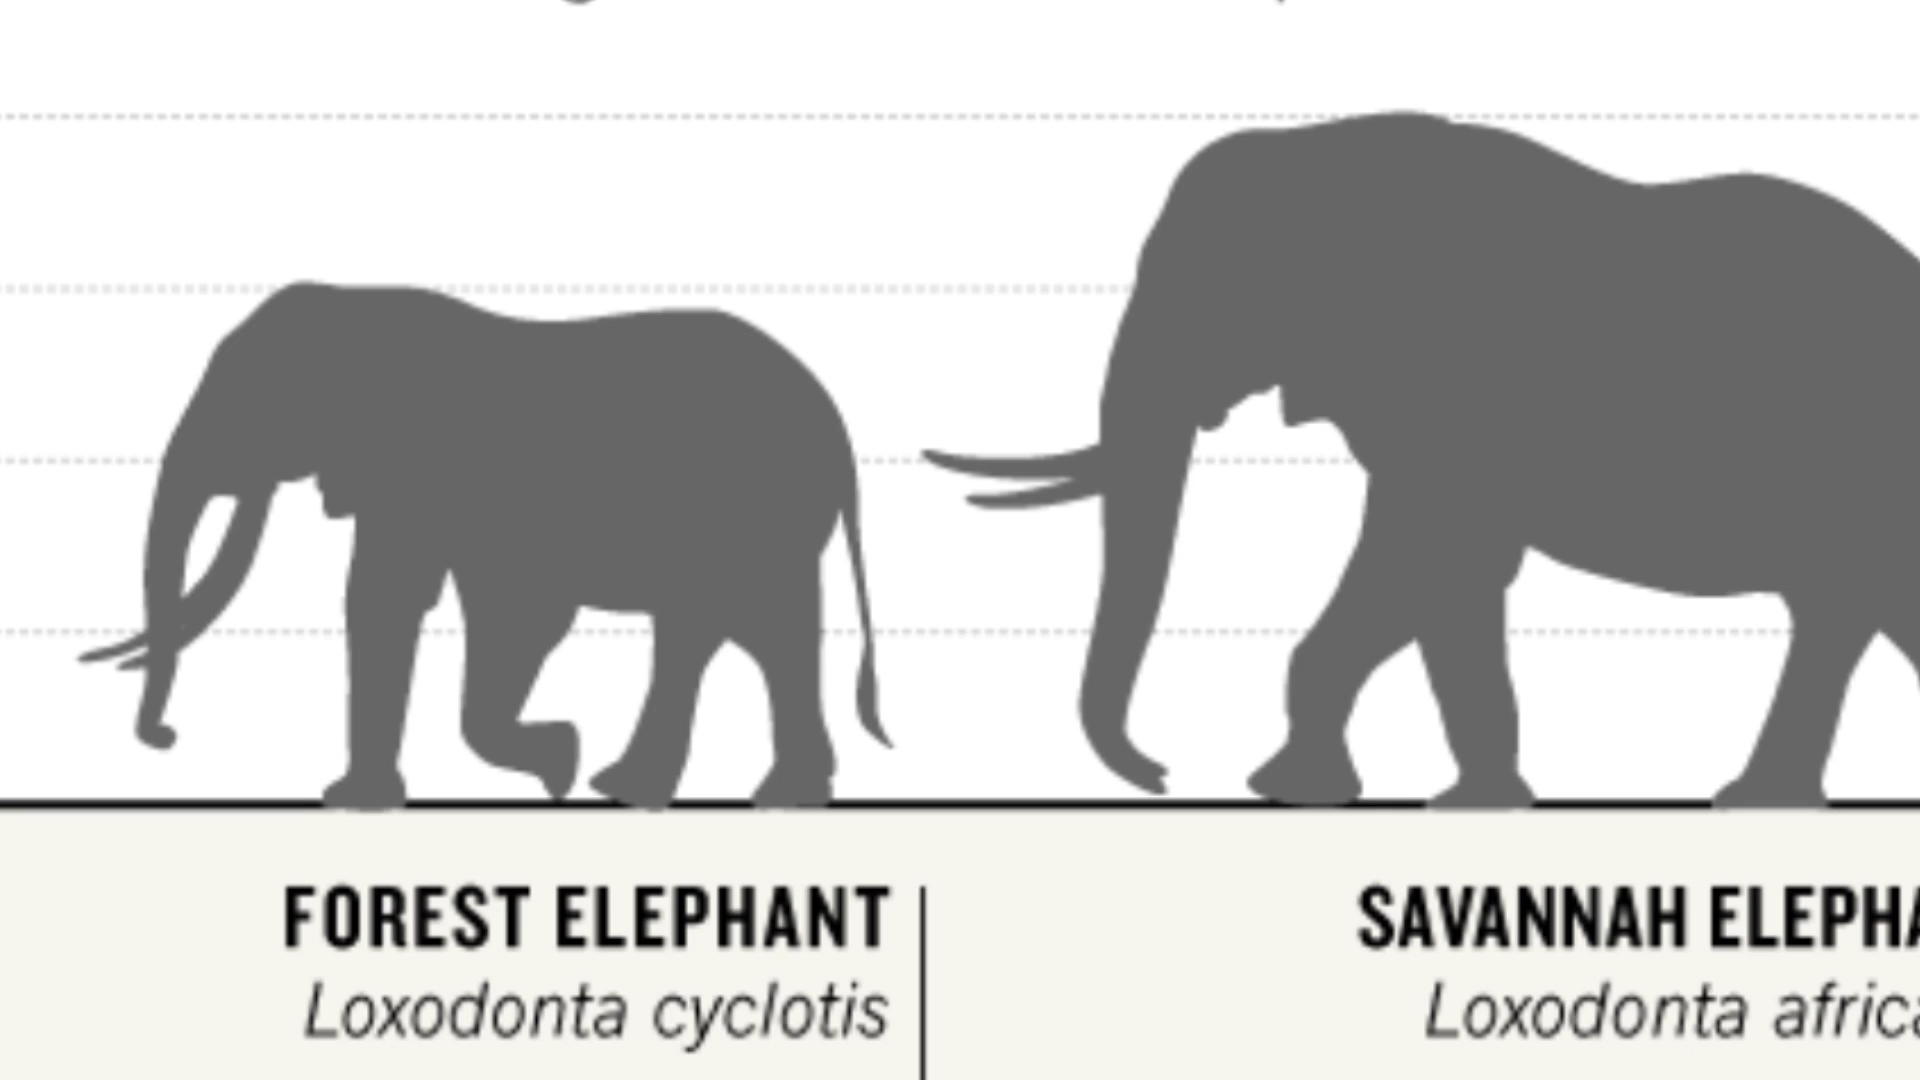 FOREST ELEPHANT
Loxodonta cyclotis
SAVANNAH ELEPHA
Loxodonta africa